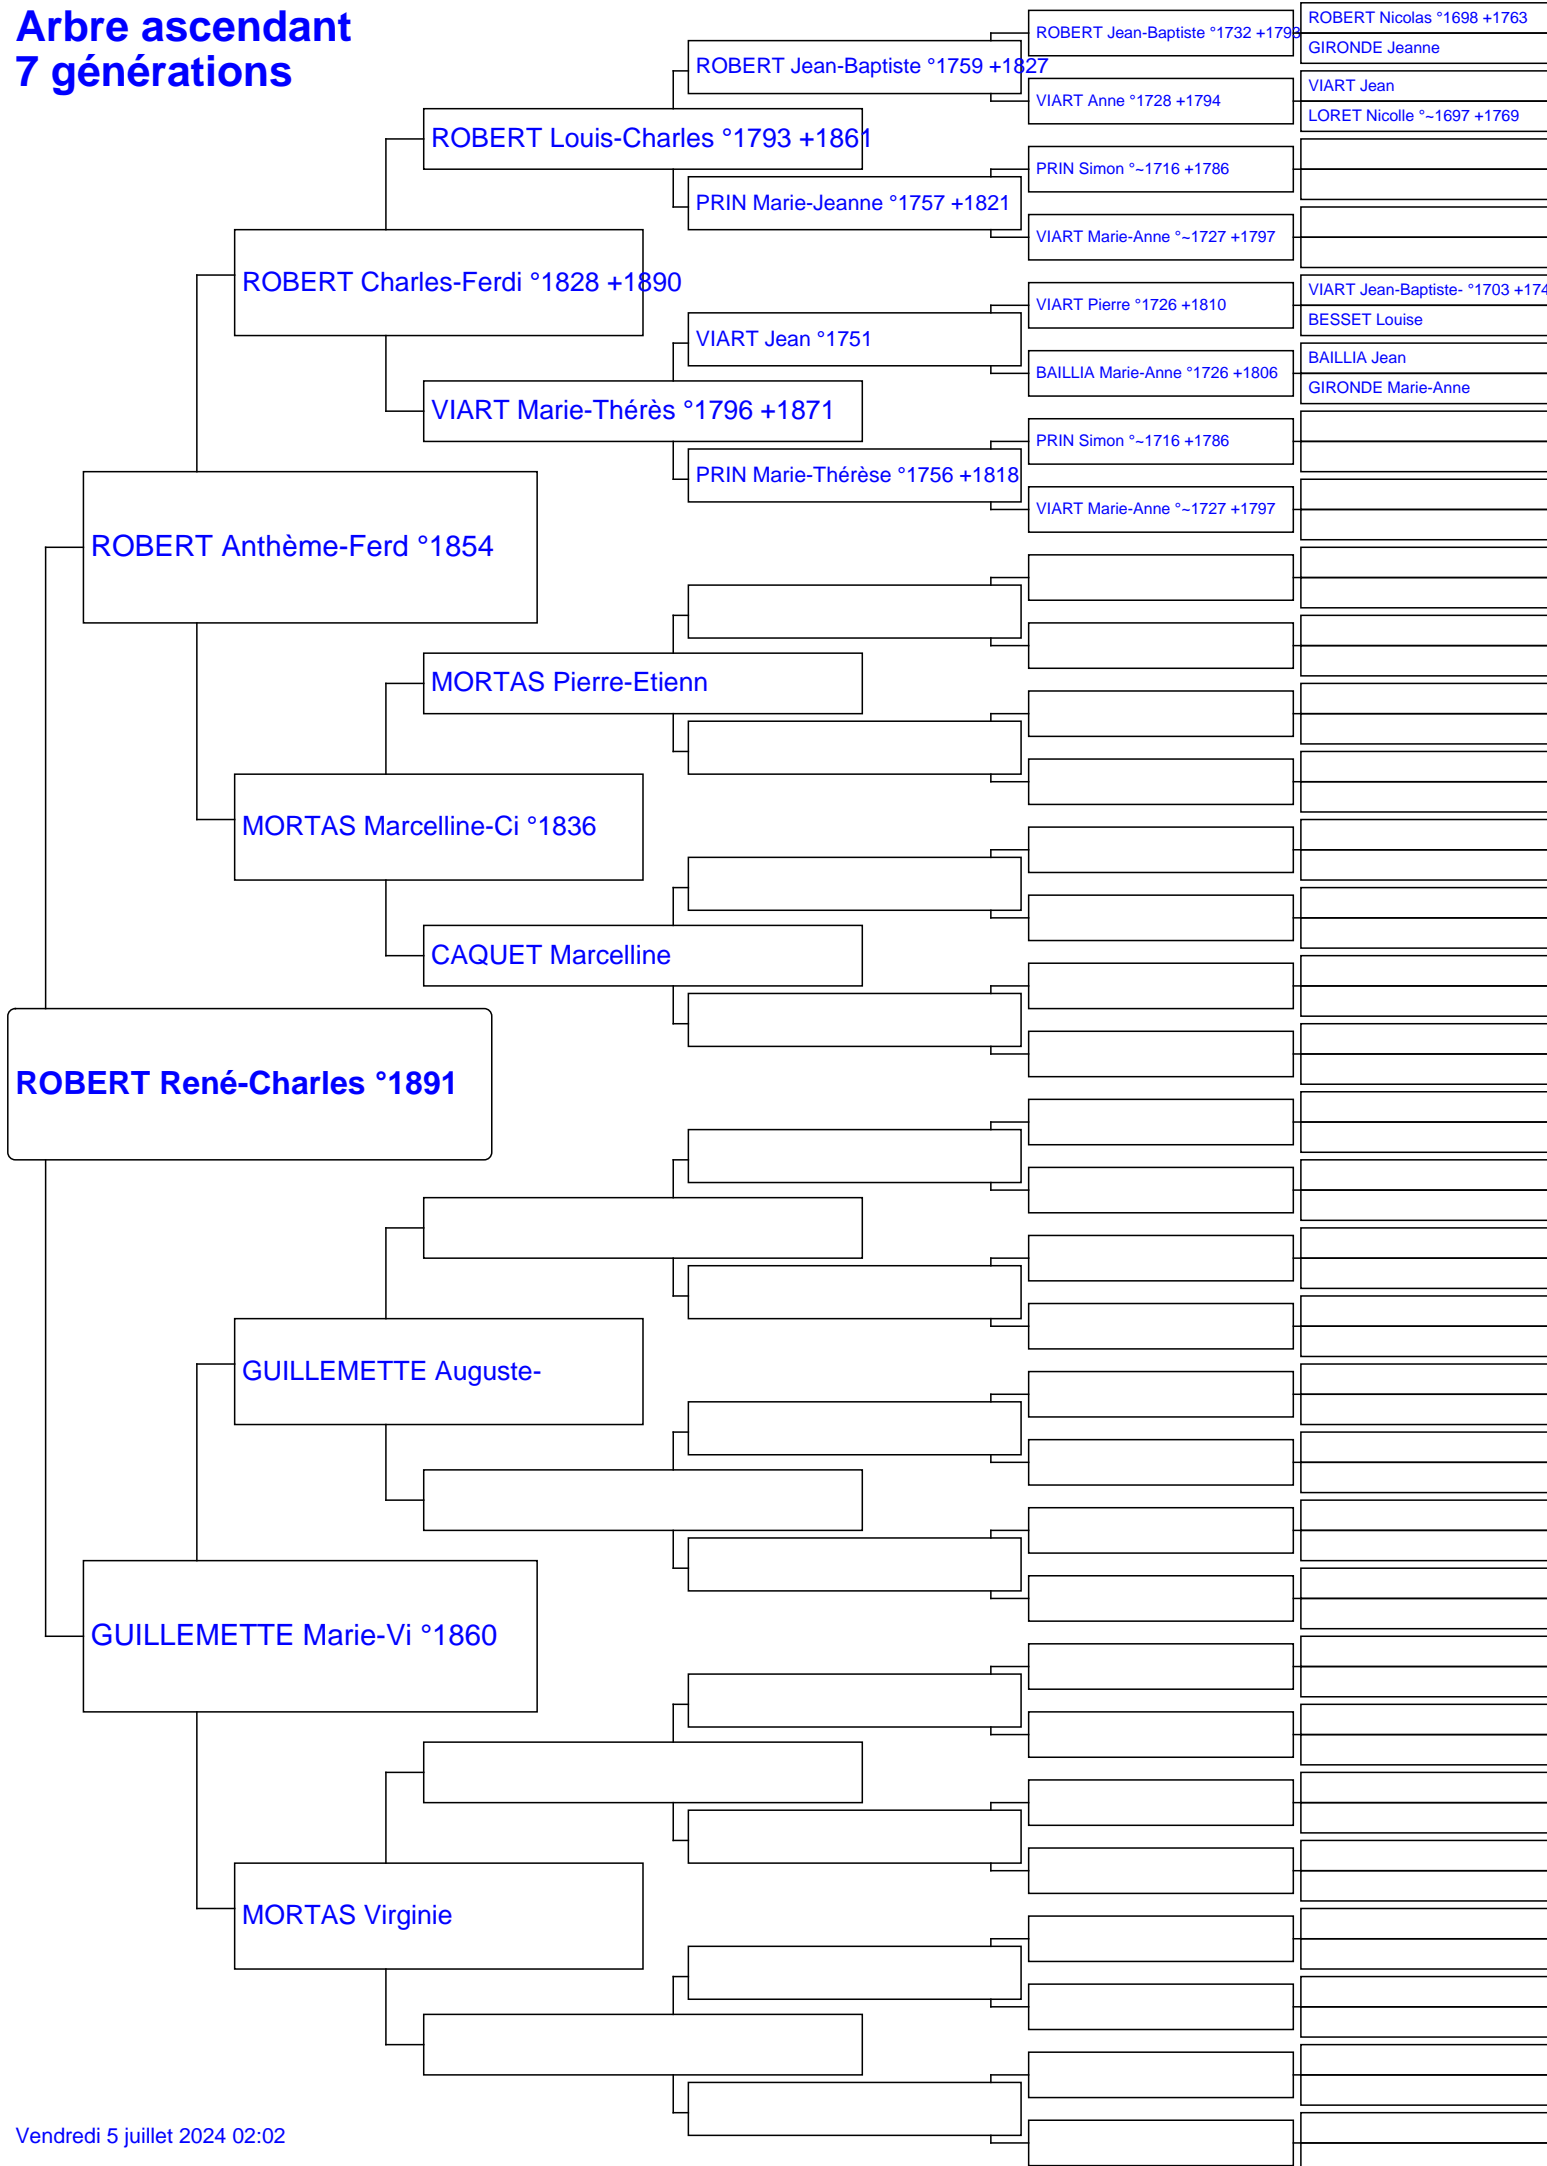 Arbre ascendant
7 générations
ROBERT Nicolas °1698 +1763
ROBERT Jean-Baptiste °1732 +1793
GIRONDE Jeanne
ROBERT Jean-Baptiste °1759 +1827
VIART Jean
VIART Anne °1728 +1794
LORET Nicolle °~1697 +1769
ROBERT Louis-Charles °1793 +1861
PRIN Simon °~1716 +1786
PRIN Marie-Jeanne °1757 +1821
VIART Marie-Anne °~1727 +1797
ROBERT Charles-Ferdi °1828 +1890
VIART Jean-Baptiste- °1703 +174
VIART Pierre °1726 +1810
BESSET Louise
VIART Jean °1751
BAILLIA Jean
BAILLIA Marie-Anne °1726 +1806
GIRONDE Marie-Anne
VIART Marie-Thérès °1796 +1871
PRIN Simon °~1716 +1786
PRIN Marie-Thérèse °1756 +1818
VIART Marie-Anne °~1727 +1797
ROBERT Anthème-Ferd °1854
MORTAS Pierre-Etienn
MORTAS Marcelline-Ci °1836
CAQUET Marcelline
ROBERT René-Charles °1891
GUILLEMETTE Auguste-
GUILLEMETTE Marie-Vi °1860
MORTAS Virginie
Vendredi 5 juillet 2024 02:02